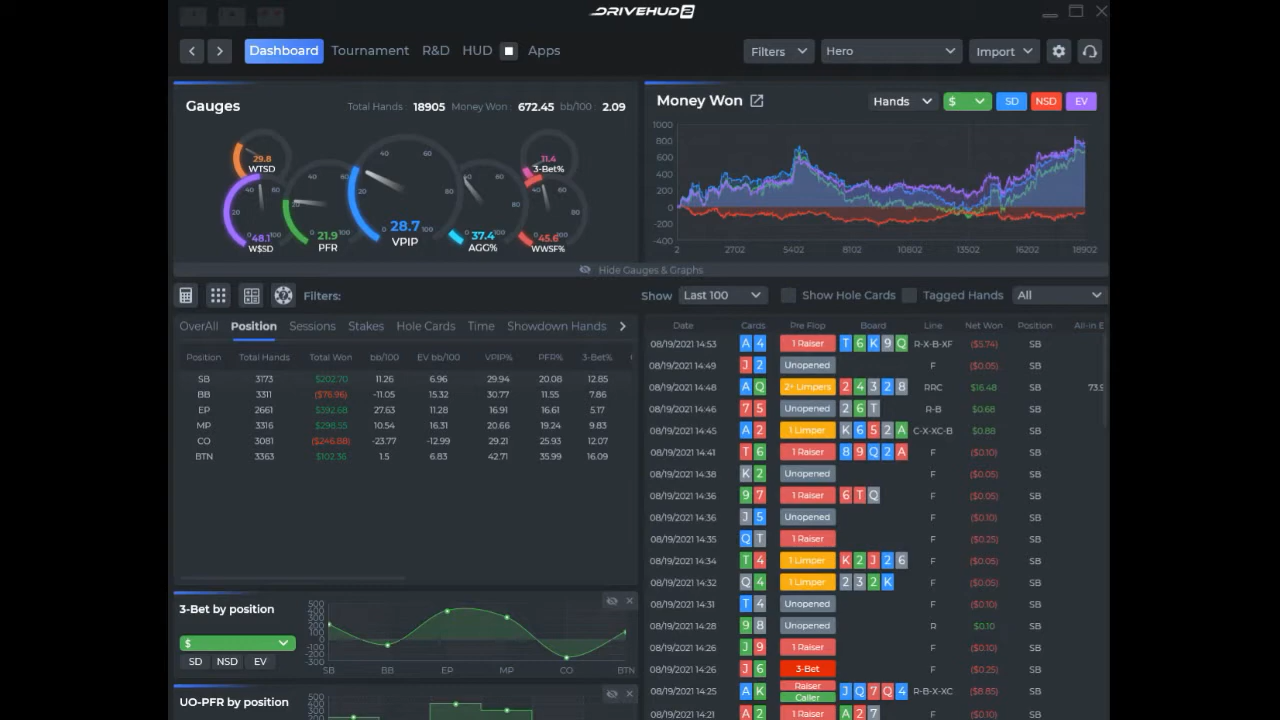 DRIVEHUD 2
Dashboard Tournament R&D HUD Apps Filters Hero Import
Gauges Total Hands 18905 Money Won: 672.45 bb/100 2.09
29.8 WTSD
48.1 W$SD
21.9 PFR
28.7 VPIP
37.4 AGG%
11.4 3-Bet%
45.6 WWSF%
Money Won Hands $ SD NSD EV
1000
800
600
400
200
0
-200
-400
2 2702 5402 8102 10802 13502 16202 18902
Hide Gauges & Graphs
Filters: Show Last 100 Show Hole Cards Tagged Hands All
OverAll Position Sessions Stakes Hole Cards Time Showdown Hands
Position Total Hands Total Won bb/100 EV bb/100 VPIP% PFR% 3-Bet%
SB 3173 $202.70 11.26 6.96 29.94 20.08 12.85
BB 3311 ($76.96) -11.05 15.32 30.77 11.55 7.86
EP 2661 $392.68 27.63 11.28 16.91 16.61 5.17
MP 3316 $298.55 10.54 16.31 20.66 19.24 9.83
CO 3081 ($246.88) -23.77 -12.99 29.21 25.93 12.07
BTN 3363 $102.36 1.5 6.83 42.71 35.99 16.09
3-Bet by position
$
SD NSD EV
500
400
300
200
100
0
-100
-200
-300
SB BB EP MP CO BTN
UO-PFR by position
500
400
300
200
Date Cards Pre Flop Board Line Net Won Position All-in E
08/19/2021 14:53 A 4 1 Raiser T 6 K 9 Q R-X-B-XF ($5.74) SB
08/19/2021 14:49 J 2 Unopened F ($0.05) SB
08/19/2021 14:48 A Q 2+ Limpers 2 4 3 2 8 RRC $16.48 SB 73.9
08/19/2021 14:46 7 5 Unopened 2 6 T R-B $0.68 SB
08/19/2021 14:45 A 2 1 Limper K 6 5 2 A C-X-XC-B $0.88 SB
08/19/2021 14:41 T 6 1 Raiser 8 9 Q 2 A F ($0.10) SB
08/19/2021 14:38 K 2 Unopened F ($0.05) SB
08/19/2021 14:36 9 7 1 Raiser 6 T Q F ($0.05) SB
08/19/2021 14:36 J 5 Unopened F ($0.10) SB
08/19/2021 14:35 Q T 1 Raiser F ($0.25) SB
08/19/2021 14:34 T 4 1 Limper K 2 J 2 6 F ($0.05) SB
08/19/2021 14:32 Q 4 1 Limper 2 3 2 K F ($0.05) SB
08/19/2021 14:31 T 4 Unopened F ($0.10) SB
08/19/2021 14:28 9 8 Unopened R $0.10 SB
08/19/2021 14:26 J 9 1 Raiser F ($0.10) SB
08/19/2021 14:26 J 6 3-Bet F ($0.25) SB
08/19/2021 14:25 A K Raiser Caller J Q 7 Q 4 R-B-X-XC ($8.85) SB
08/19/2021 14:21 A 2 1 Raiser A 2 7 F ($0.10) SB